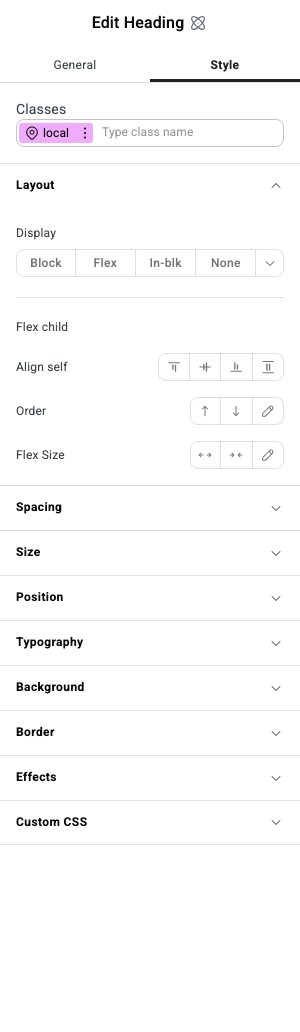 Edit Heading
General Style
Classes
local Type class name
Layout
Display
Block Flex In-blk None
Flex child
Align self
Order
Flex Size
Spacing
Size
Position
Typography
Background
Border
Effects
Custom CSS